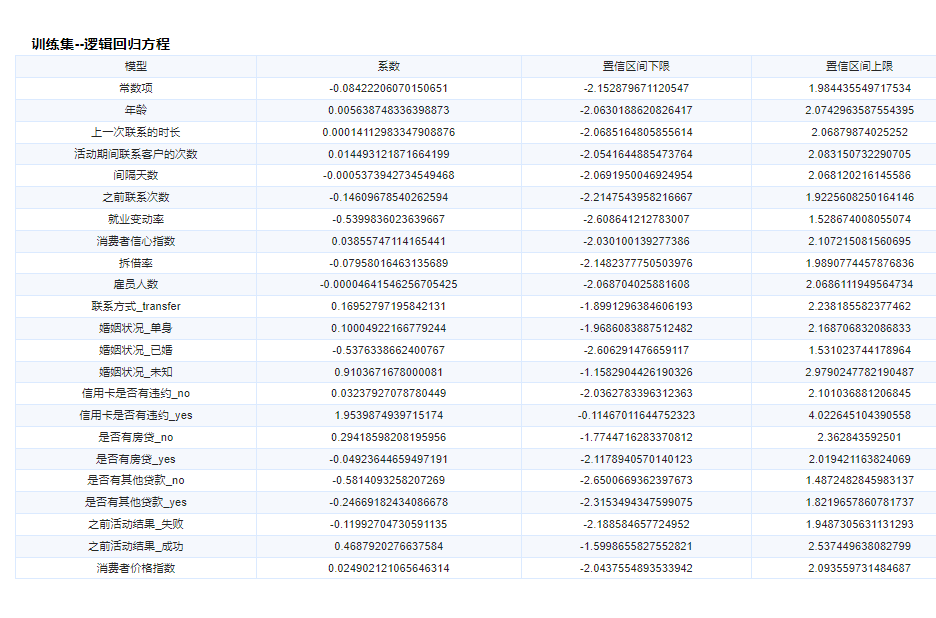 训练集--逻辑回归方程
模型 系数 置信区间下限 置信区间上限
常数项 -0.08422206070150651 -2.152879671120547 1.984435549717534
年龄 0.005638748336398873 -2.0630188620826417 2.0742963587554395
上一次联系的时长 0.00014112983347908876 -2.0685164805855614 2.06879874025252
活动期间联系客户的次数 0.014493121871664199 -2.0541644885473764 2.083150732290705
间隔天数 -0.0005373942734549468 -2.0691950046924954 2.068120216145586
之前联系次数 -0.14609678540262594 -2.2147543958216667 1.9225608250164146
就业变动率 -0.5399836023639667 -2.608641212783007 1.528674008055074
消费者信心指数 0.03855747114165441 -2.030100139277386 2.107215081560695
拆借率 -0.07958016463135689 -2.1482377750503976 1.9890774457876836
雇员人数 -0.00004641546256705425 -2.068704025881608 2.0686111949564734
联系方式_transfer 0.16952797195842131 -1.8991296384606193 2.238185582377462
婚姻状况_单身 0.10004922166779244 -1.9686083887512482 2.168706832086833
婚姻状况_已婚 -0.5376338662400767 -2.606291476659117 1.531023744178964
婚姻状况_未知 0.9103671678000081 -1.1582904426190326 2.9790247782190487
信用卡是否有违约_no 0.03237927078780449 -2.0362783396312363 2.101036881206845
信用卡是否有违约_yes 1.9539874939715174 -0.11467011644752323 4.022645104390558
是否有房贷_no 0.29418598208195956 -1.7744716283370812 2.362843592501
是否有房贷_yes -0.04923644659497191 -2.1178940570140123 2.019421163824069
是否有其他贷款_no -0.5814093258207269 -2.6500669362397673 1.4872482845983137
是否有其他贷款_yes -0.24669182434086678 -2.3153494347599075 1.8219657860781737
之前活动结果_失败 -0.11992704730591135 -2.188584657724952 1.9487305631131293
之前活动结果_成功 0.4687920276637584 -1.5998655827552821 2.537449638082799
消费者价格指数 0.024902121065646314 -2.0437554893533942 2.093559731484687